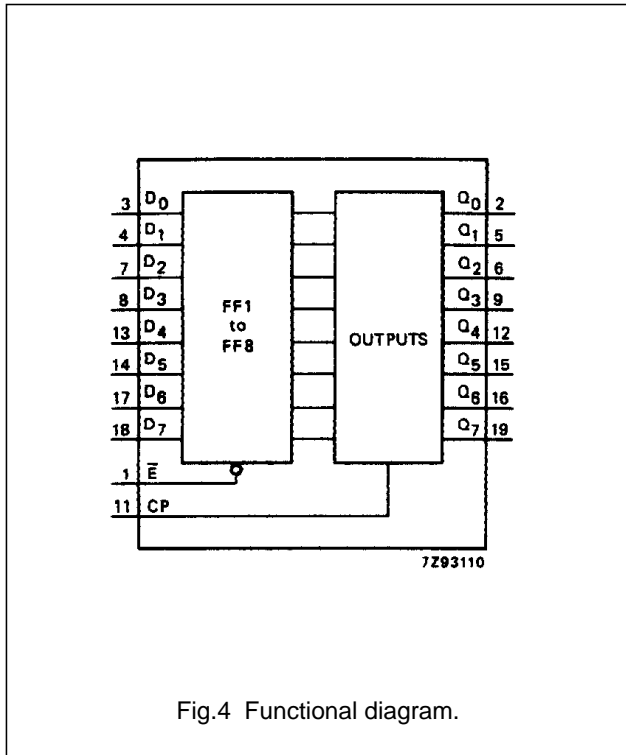 3 D0 Q0 2
4 D1 Q1 5
7 D2 Q2 6
8 D3 Q3 9
13 D4 Q4 12
14 D5 Q5 15
17 D6 Q6 16
18 D7 Q7 19
FF1
to
FF8
OUTPUTS
1 E̅
11 CP
7Z93110
Fig.4 Functional diagram.